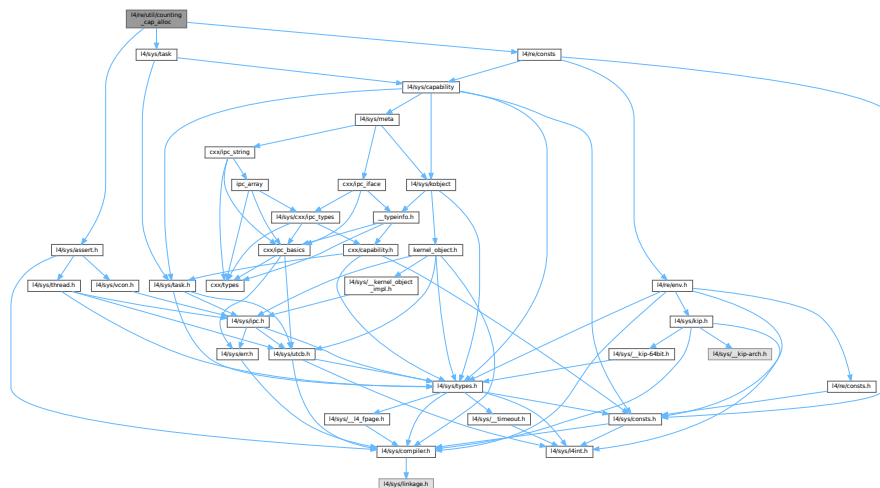 l4/re/util/counting
_cap_alloc
l4/sys/task
l4/re/consts
l4/sys/capability
l4/sys/meta
cxx/ipc_string
ipc_array
cxx/ipc_iface
l4/sys/kobject
l4/sys/cxx/ipc_types
__typeinfo.h
l4/sys/assert.h
cxx/ipc_basics
cxx/capability.h
kernel_object.h
l4/sys/thread.h
l4/sys/vcon.h
l4/sys/task.h
cxx/types
l4/sys/__kernel_object
_impl.h
l4/re/env.h
l4/sys/ipc.h
l4/sys/kip.h
l4/sys/err.h
l4/sys/utcb.h
l4/sys/__kip-64bit.h
l4/sys/__kip-arch.h
l4/sys/types.h
l4/re/consts.h
l4/sys/__l4_fpage.h
l4/sys/__timeout.h
l4/sys/consts.h
l4/sys/compiler.h
l4/sys/l4int.h
l4/sys/linkage.h